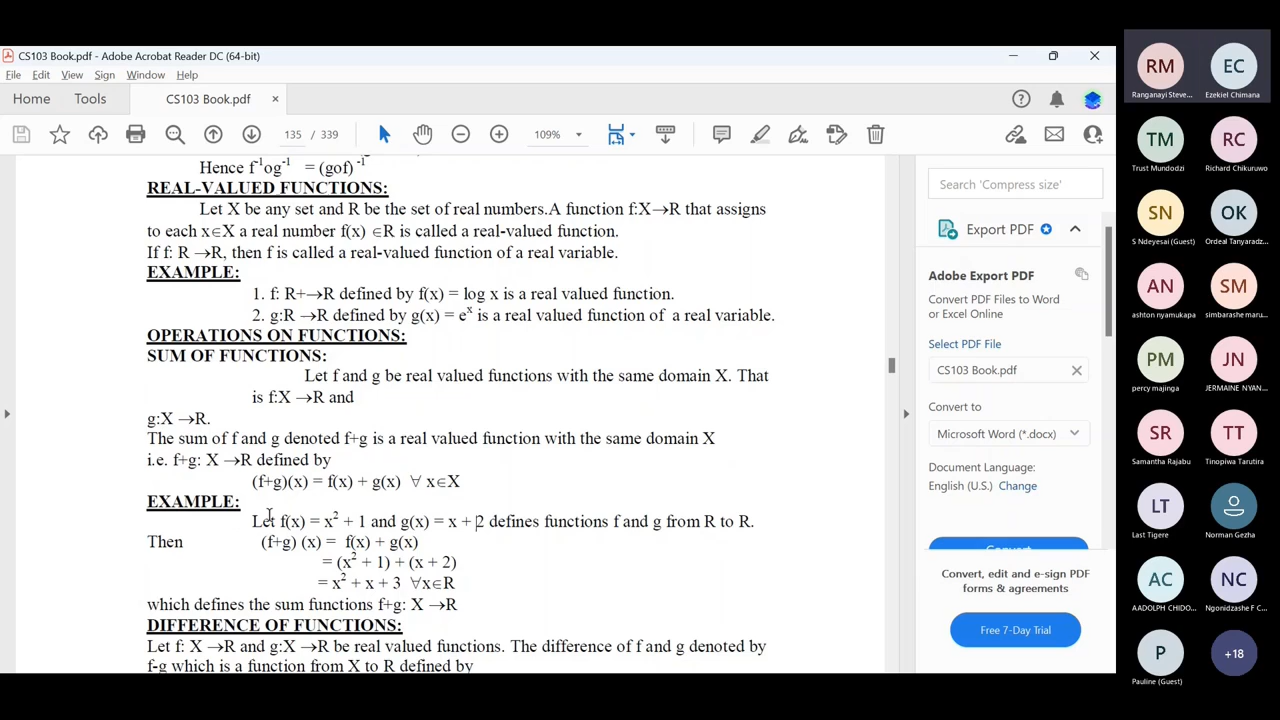 CS103 Book.pdf - Adobe Acrobat Reader DC (64-bit)
File Edit View Sign Window Help
Home Tools CS103 Book.pdf ×
135 / 339 109%
Hence f⁻¹og⁻¹ = (gof)⁻¹
REAL-VALUED FUNCTIONS:
Let X be any set and R be the set of real numbers.A function f:X→R that assigns
to each x∈X a real number f(x) ∈R is called a real-valued function.
If f: R →R, then f is called a real-valued function of a real variable.
EXAMPLE:
1. f: R+→R defined by f(x) = log x is a real valued function.
2. g:R →R defined by g(x) = eˣ is a real valued function of a real variable.
OPERATIONS ON FUNCTIONS:
SUM OF FUNCTIONS:
Let f and g be real valued functions with the same domain X. That
is f:X →R and
g:X →R.
The sum of f and g denoted f+g is a real valued function with the same domain X
i.e. f+g: X →R defined by
(f+g)(x) = f(x) + g(x) ∀ x∈X
EXAMPLE:
Let f(x) = x² + 1 and g(x) = x + 2 defines functions f and g from R to R.
Then (f+g) (x) = f(x) + g(x)
= (x² + 1) + (x + 2)
= x² + x + 3 ∀x∈R
which defines the sum functions f+g: X →R
DIFFERENCE OF FUNCTIONS:
Let f: X →R and g:X →R be real valued functions. The difference of f and g denoted by
f-g which is a function from X to R defined by
Search 'Compress size'
Export PDF
Adobe Export PDF
Convert PDF Files to Word
or Excel Online
Select PDF File
CS103 Book.pdf
Convert to
Microsoft Word (*.docx)
Document Language:
English (U.S.) Change
Convert
Convert, edit and e-sign PDF
forms & agreements
Free 7-Day Trial
RM EC
Ranganayi Steve... Ezekiel Chimana
TM RC
Trust Mundodzi Richard Chikuruwo
SN OK
S Ndeyesai (Guest) Ordeal Tanyaradz...
AN SM
ashton nyamukapa simbarashe maru...
PM JN
percy majinga JERMAINE NYAN...
SR TT
Samantha Rajabu Tinopiwa Tarutira
LT
Last Tigere Norman Gezha
AC NC
AADOLPH CHIDO... Ngonidzashe F C...
P +18
Pauline (Guest)